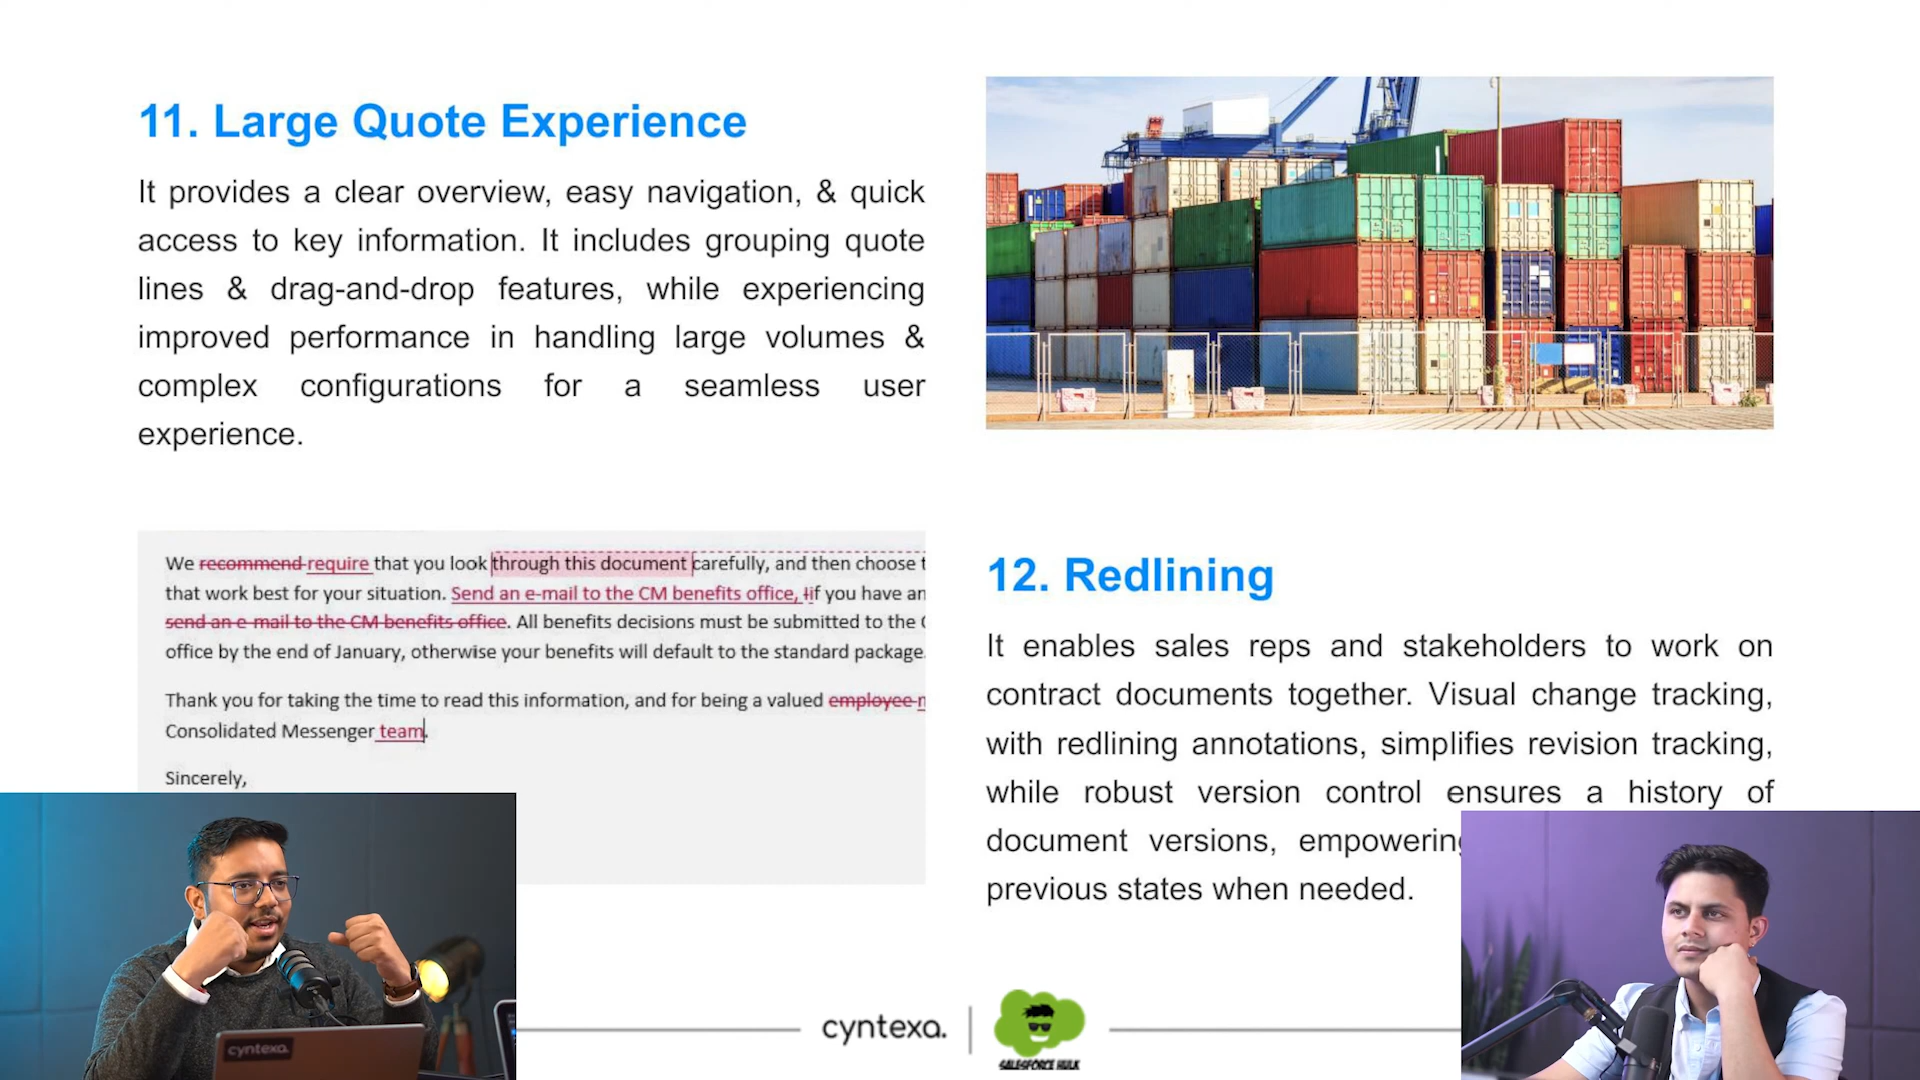 11. Large Quote Experience
It provides a clear overview, easy navigation, & quick
access to key information. It includes grouping quote
lines & drag-and-drop features, while experiencing
improved performance in handling large volumes &
complex configurations for a seamless user
experience.
We recommend require that you look through this document carefully, and then choose t
that work best for your situation. Send an e-mail to the CM benefits office, Iif you have an
send an e-mail to the CM benefits office. All benefits decisions must be submitted to the C
office by the end of January, otherwise your benefits will default to the standard package.
Thank you for taking the time to read this information, and for being a valued employee
Consolidated Messenger team.
Sincerely,
12. Redlining
It enables sales reps and stakeholders to work on
contract documents together. Visual change tracking,
with redlining annotations, simplifies revision tracking,
while robust version control ensures a history of
document versions, empowering
previous states when needed.
cyntexa.
cyntexa.
SALESFORCE HULK